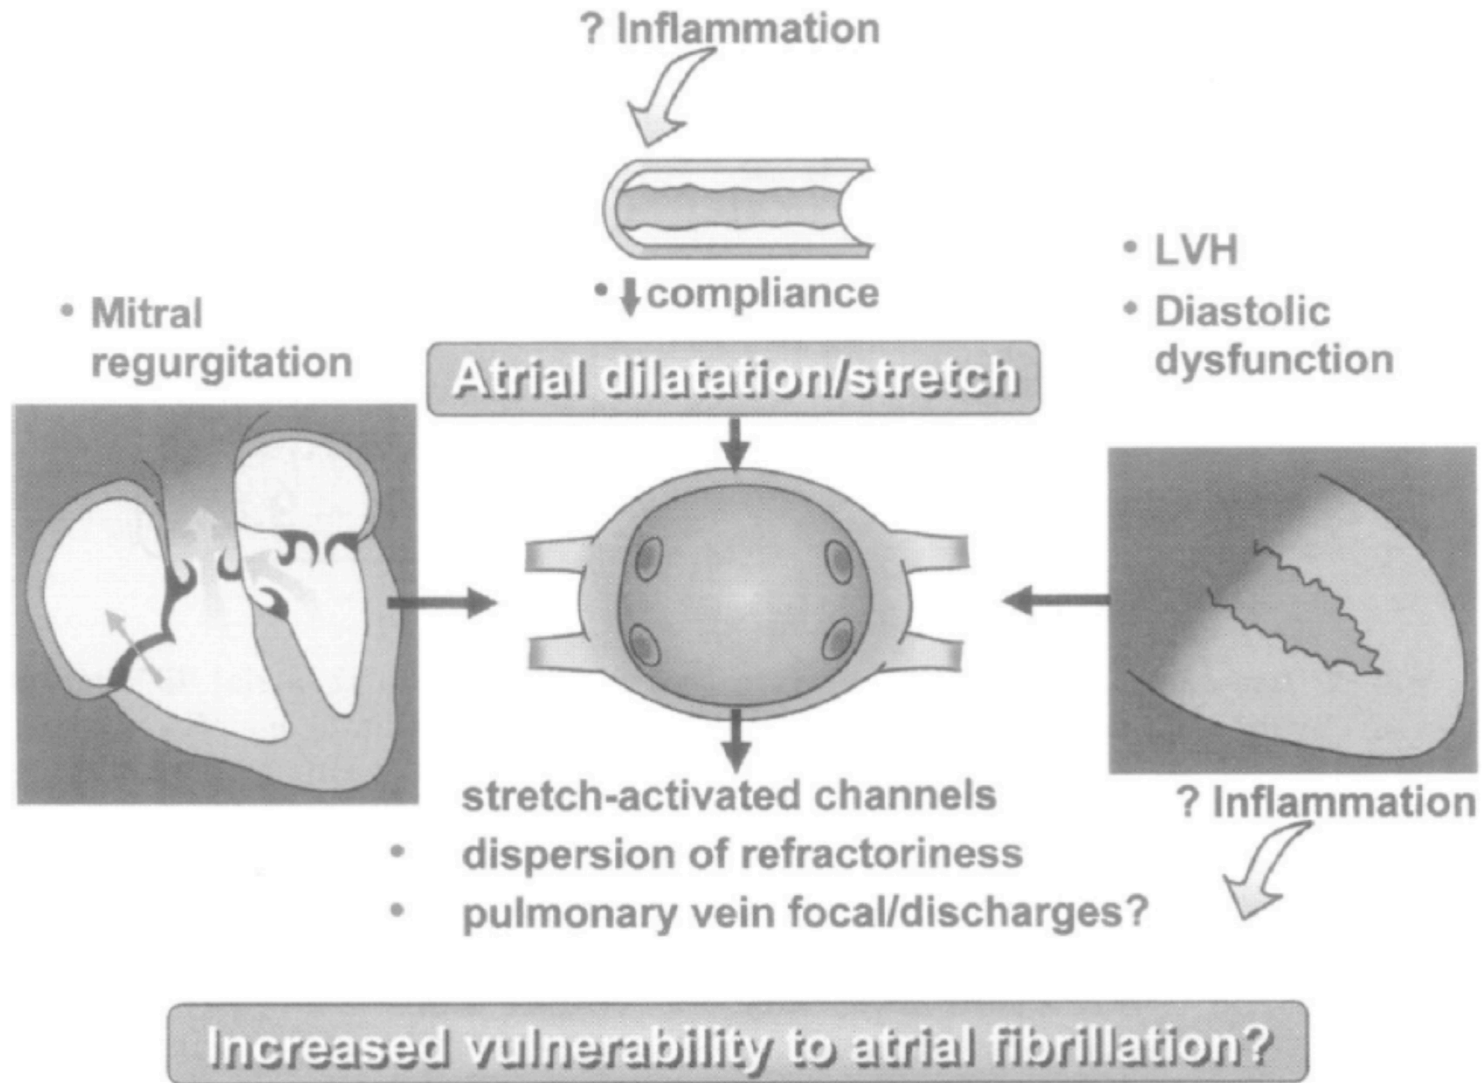 ? Inflammation
• ⬇compliance
• Mitral
regurgitation
• LVH
• Diastolic
dysfunction
Atrial dilatation/stretch
stretch-activated channels
• dispersion of refractoriness
• pulmonary vein focal/discharges?
? Inflammation
Increased vulnerability to atrial fibrillation?